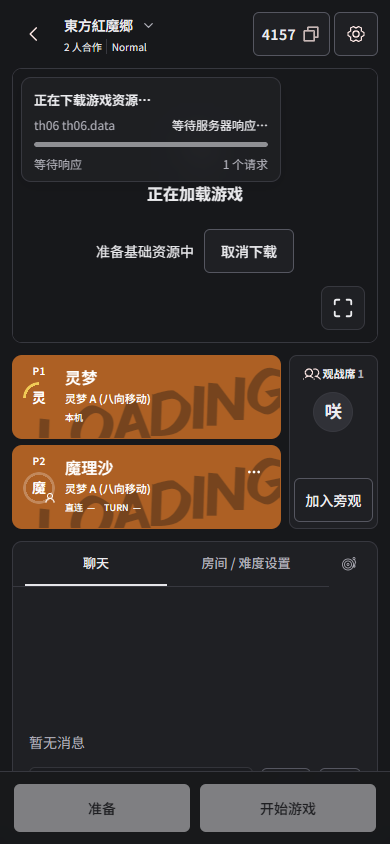 東方紅魔郷
2 人合作 Normal
4157
正在下载游戏资源…
th06 th06.data 等待服务器响应…
等待响应 1 个请求
正在加载游戏
准备基础资源中 取消下载
P1
灵
灵梦
灵梦 A (八向移动)
本机
LOADING
观战席 1
咲
加入旁观
P2
魔
魔理沙
灵梦 A (八向移动)
直连 — TURN —
LOADING
聊天 房间 / 难度设置
暂无消息
准备 开始游戏